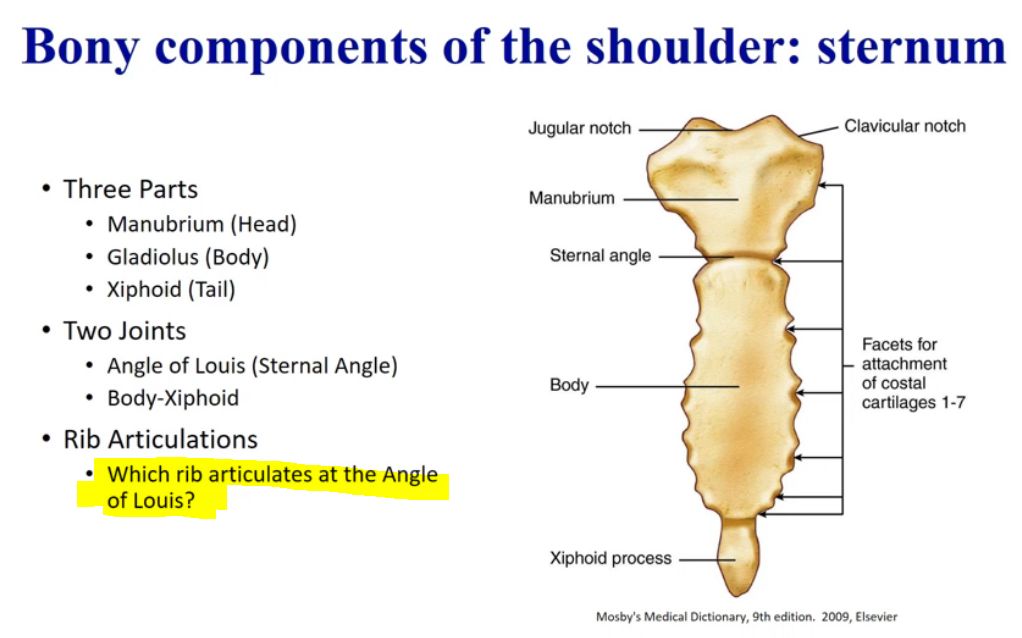 Bony components of the shoulder: sternum
• Three Parts
• Manubrium (Head)
• Gladiolus (Body)
• Xiphoid (Tail)
• Two Joints
• Angle of Louis (Sternal Angle)
• Body-Xiphoid
• Rib Articulations
• Which rib articulates at the Angle
of Louis?
Jugular notch
Clavicular notch
Manubrium
Sternal angle
Body
Facets for
attachment
of costal
cartilages 1-7
Xiphoid process
Mosby's Medical Dictionary, 9th edition. 2009, Elsevier